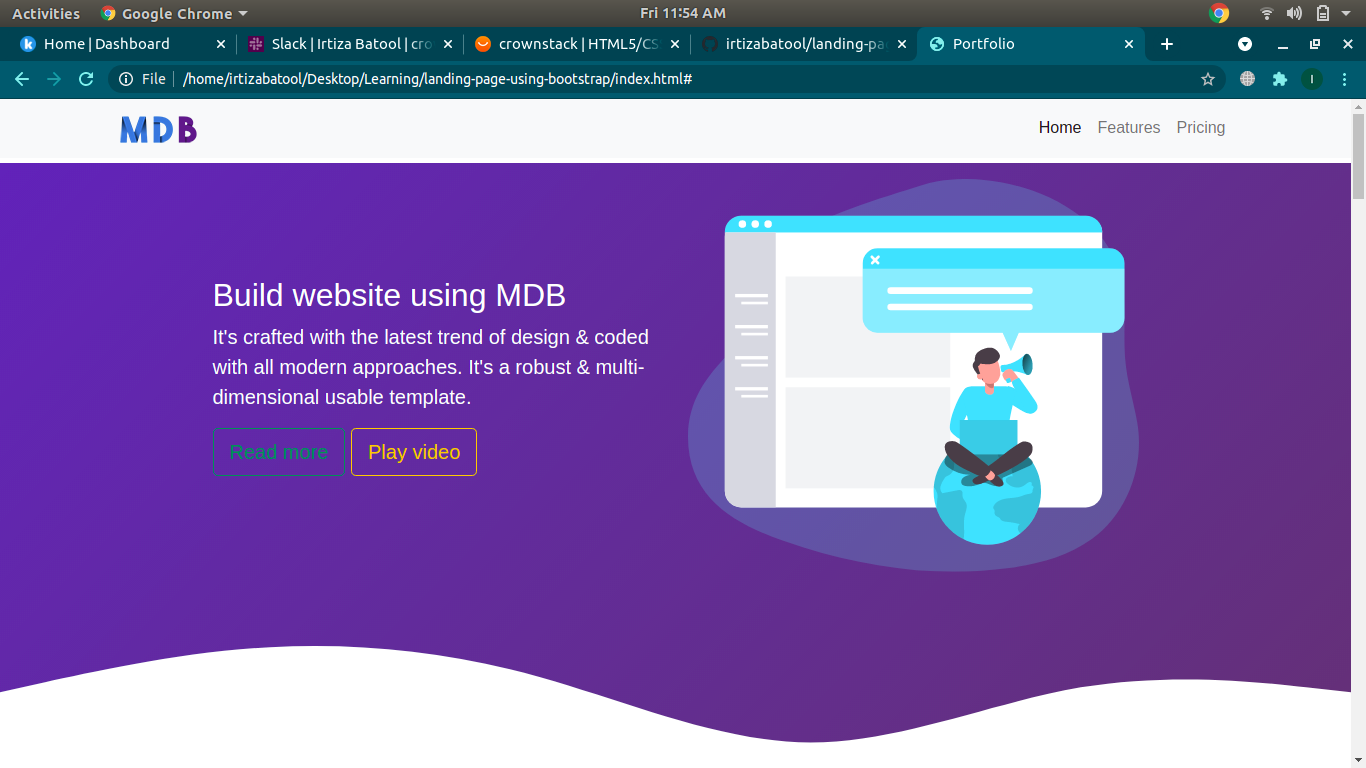 Activities Google Chrome Fri 11:54 AM
Home | Dashboard Slack | Irtiza Batool | cro crownstack | HTML5/CS irtizabatool/landing-pa Portfolio
File /home/irtizabatool/Desktop/Learning/landing-page-using-bootstrap/index.html# I
MDB Home Features Pricing
Build website using MDB
It's crafted with the latest trend of design & coded
with all modern approaches. It's a robust & multi-
dimensional usable template.
Read more Play video